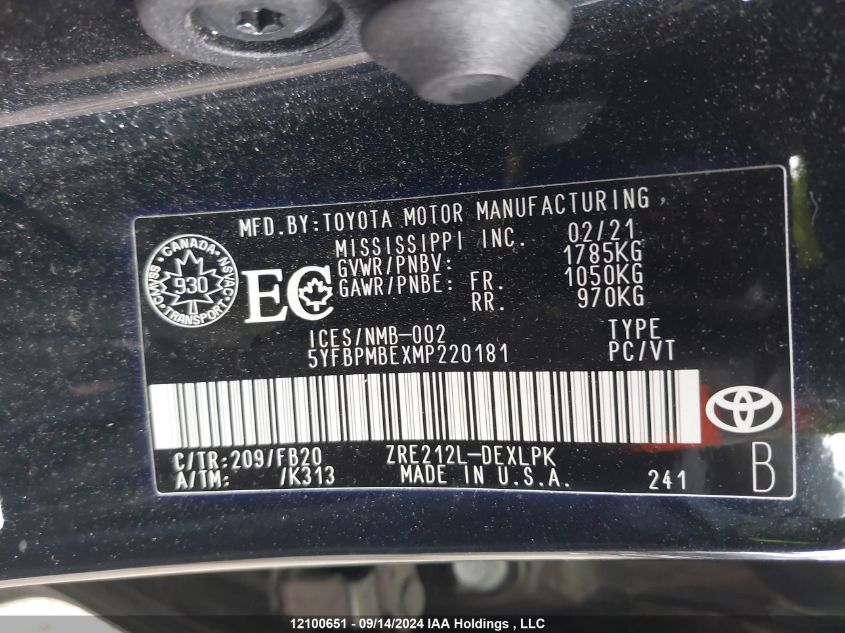 MFD.BY:TOYOTA MOTOR MANUFACTURING,
MISSISSIPPI INC. 02/21
GVWR/PNBV: 1785KG
GAWR/PNBE: FR. 1050KG
RR. 970KG
CANADA
CMVSS 930 NSVAC
TRANSPORT
EC
ICES/NMB-002 TYPE
5YFBPMBEXMP220181 PC/VT
C/TR:209/FB20 ZRE212L-DEXLPK
A/TM: /K313 MADE IN U.S.A. 241 B
12100651 - 09/14/2024 IAA Holdings , LLC